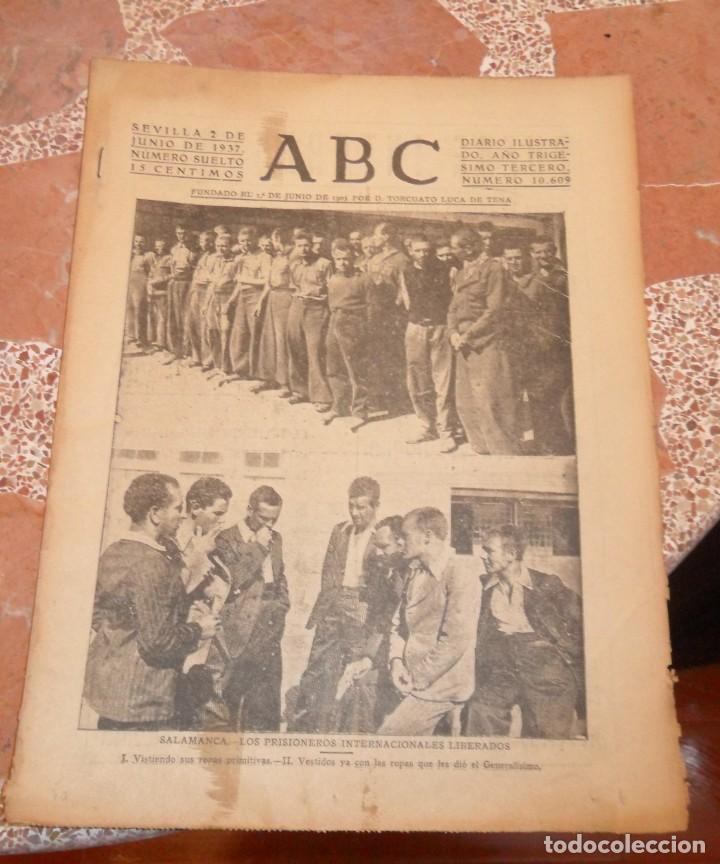 SEVILLA 2 DE
JUNIO DE 1937.
NUMERO SUELTO
15 CENTIMOS
ABC
DIARIO ILUSTRA-
DO. AÑO TRIGE-
SIMO TERCERO.
NUMERO 10.609
FUNDADO EL 1.º DE JUNIO DE 1905 POR D. TORCUATO LUCA DE TENA
SALAMANCA.—LOS PRISIONEROS INTERNACIONALES LIBERADOS
I. Vistiendo sus ropas primitivas.—II. Vestidos ya con las ropas que les dió el Generalísimo.
todocoleccion.net